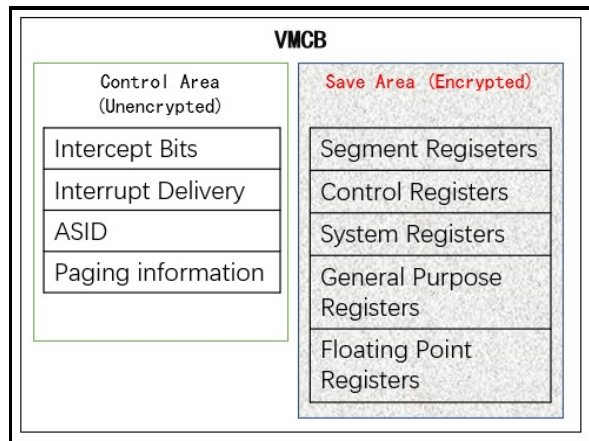 VMCB
Control Area
(Unencrypted)
Intercept Bits
Interrupt Delivery
ASID
Paging information
Save Area (Encrypted)
Segment Regiseters
Control Registers
System Registers
General Purpose
Registers
Floating Point
Registers